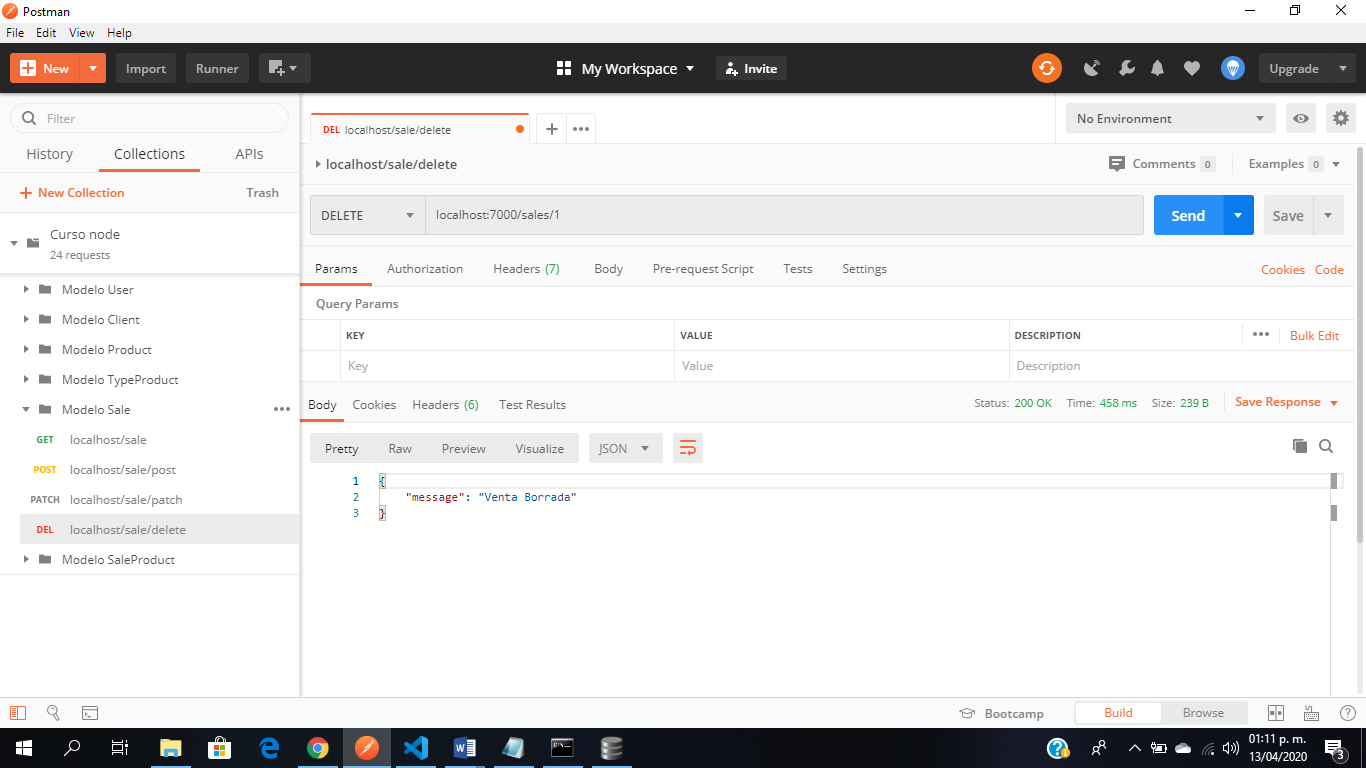 Postman
File Edit View Help
New Import Runner My Workspace Invite Upgrade
Filter
History Collections APIs
New Collection Trash
Curso node
24 requests
Modelo User
Modelo Client
Modelo Product
Modelo TypeProduct
Modelo Sale
GET localhost/sale
POST localhost/sale/post
PATCH localhost/sale/patch
DEL localhost/sale/delete
Modelo SaleProduct
DEL localhost/sale/delete
No Environment
localhost/sale/delete
Comments 0 Examples 0
DELETE localhost:7000/sales/1 Send Save
Params Authorization Headers (7) Body Pre-request Script Tests Settings Cookies Code
Query Params
KEY VALUE DESCRIPTION Bulk Edit
Key Value Description
Body Cookies Headers (6) Test Results Status: 200 OK Time: 458 ms Size: 239 B Save Response
Pretty Raw Preview Visualize JSON
1 {
2 "message": "Venta Borrada"
3 }
Bootcamp Build Browse
01:11 p. m.
13/04/2020
3